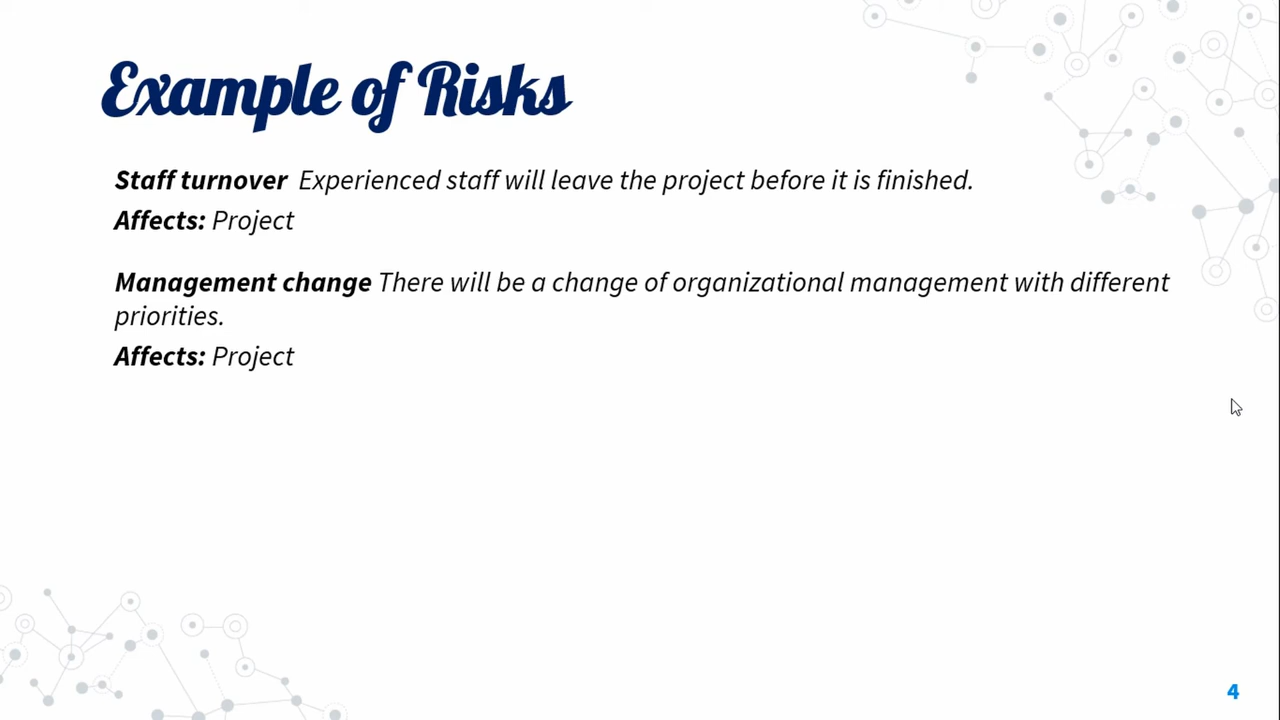 Example of Risks
Staff turnover Experienced staff will leave the project before it is finished.
Affects: Project
Management change There will be a change of organizational management with different
priorities.
Affects: Project
4